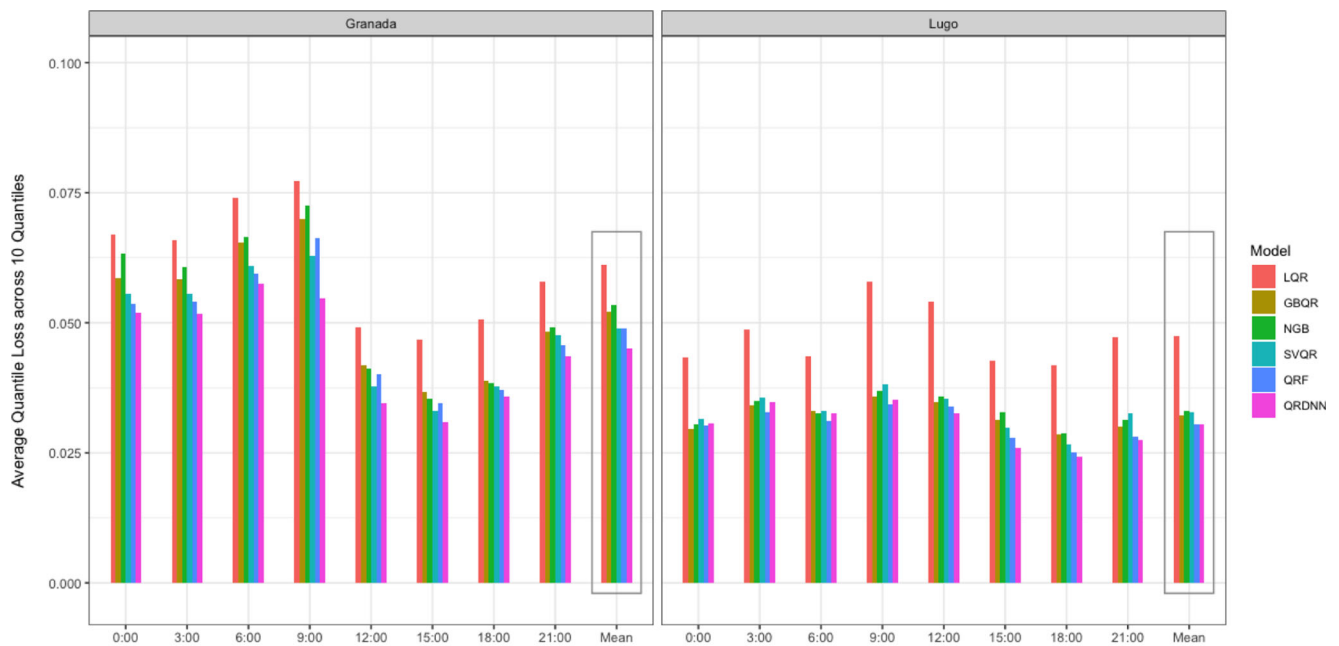 Granada
Lugo
Average Quantile Loss across 10 Quantiles
0.100
0.075
0.050
0.025
0.000
0:00 3:00 6:00 9:00 12:00 15:00 18:00 21:00 Mean
0:00 3:00 6:00 9:00 12:00 15:00 18:00 21:00 Mean
Model
LQR
GBQR
NGB
SVQR
QRF
QRDNN